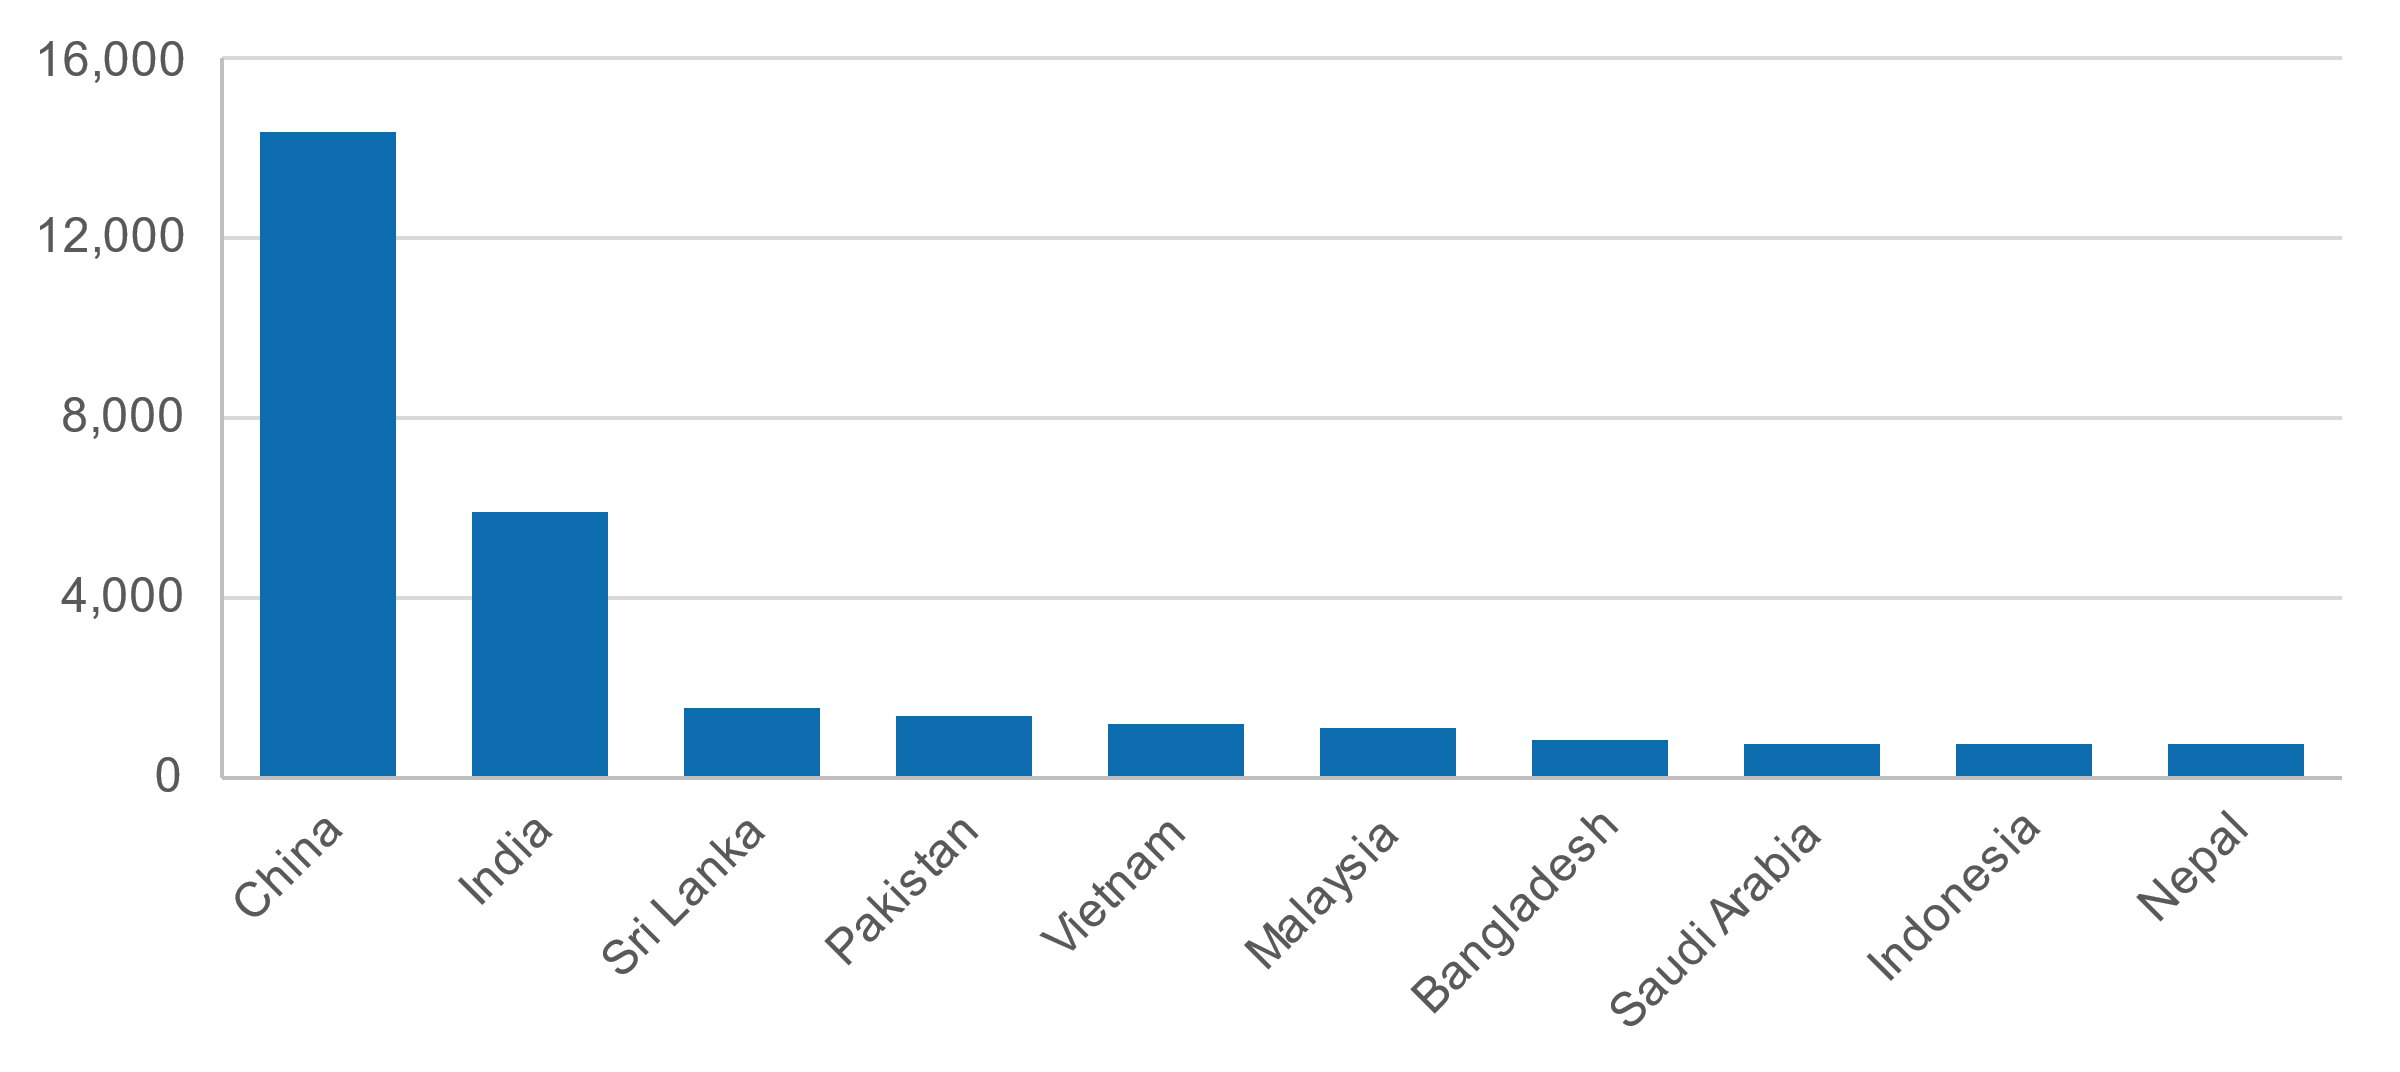 16,000
12,000
8,000
4,000
0
China
India
Sri Lanka
Pakistan
Vietnam
Malaysia
Bangladesh
Saudi Arabia
Indonesia
Nepal